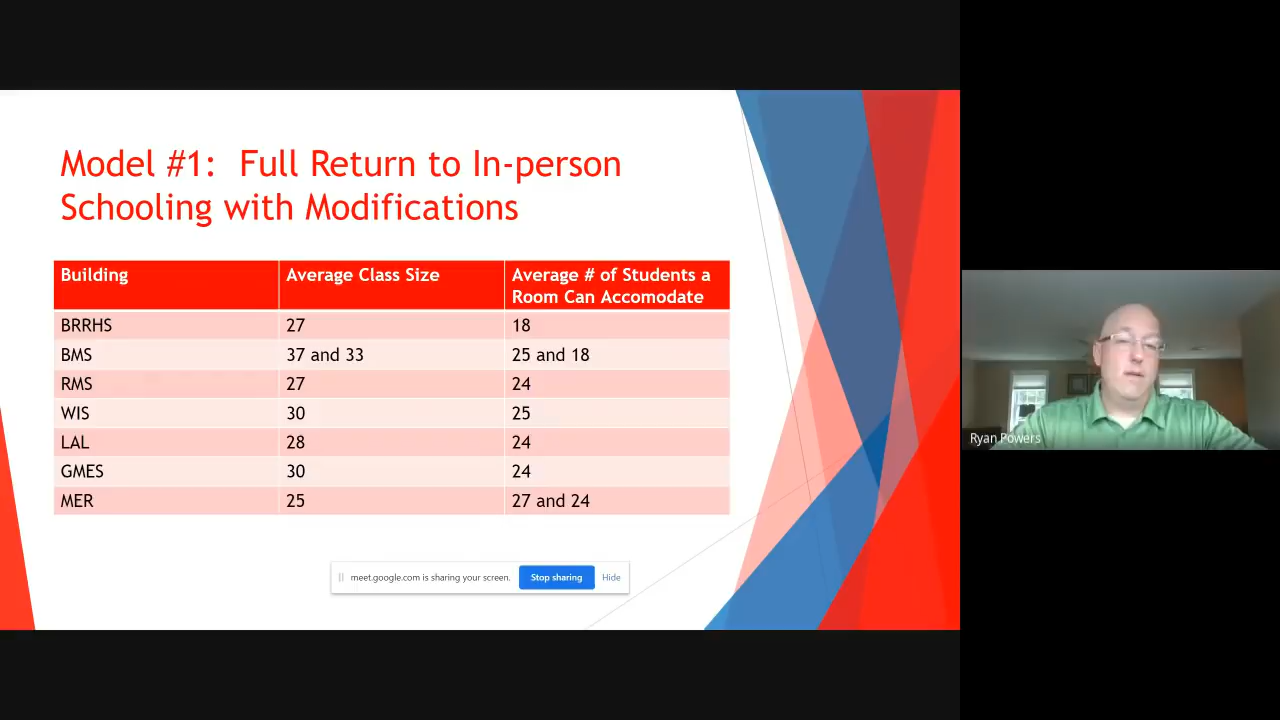 Model #1: Full Return to In-person
Schooling with Modifications
Building Average Class Size Average # of Students a
Room Can Accomodate
BRRHS 27 18
BMS 37 and 33 25 and 18
RMS 27 24
WIS 30 25
LAL 28 24
GMES 30 24
MER 25 27 and 24
meet.google.com is sharing your screen. Stop sharing Hide
Ryan Powers